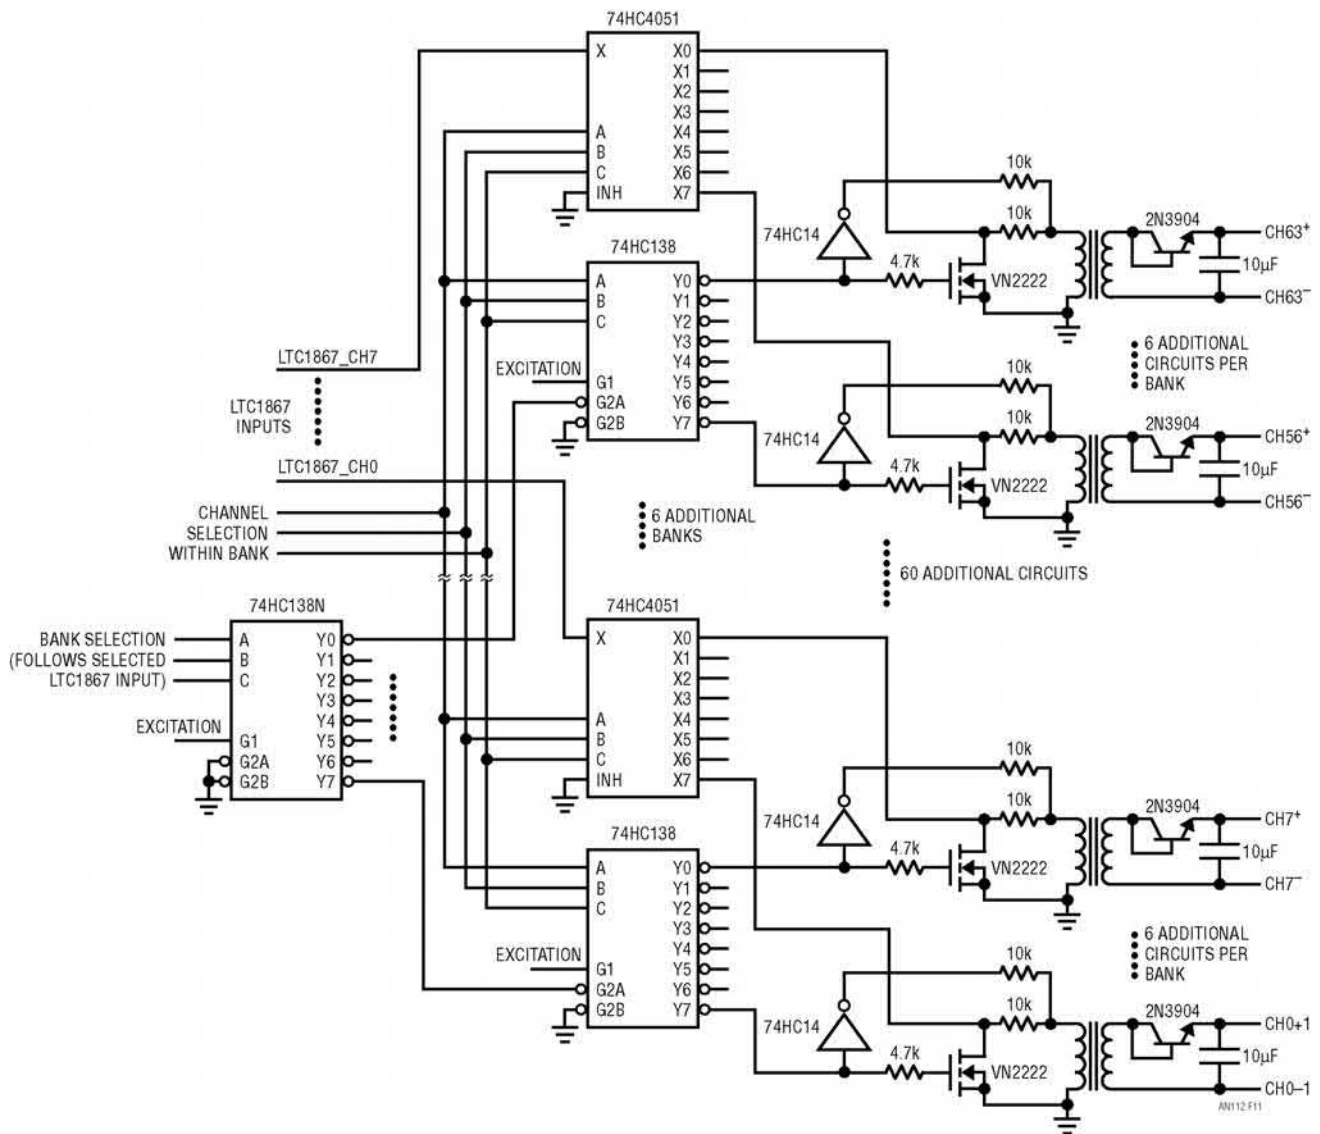 74HC4051
X
A
B
C
INH
X0
X1
X2
X3
X4
X5
X6
X7
10k
10k
74HC14
4.7k
VN2222
2N3904
10µF
CH63+
CH63–
74HC138
A
B
C
EXCITATION
G1
G2A
G2B
Y0
Y1
Y2
Y3
Y4
Y5
Y6
Y7
6 ADDITIONAL
CIRCUITS PER
BANK
10k
10k
74HC14
4.7k
VN2222
2N3904
10µF
CH56+
CH56–
LTC1867_CH7
LTC1867
INPUTS
LTC1867_CH0
CHANNEL
SELECTION
WITHIN BANK
6 ADDITIONAL
BANKS
60 ADDITIONAL CIRCUITS
74HC138N
BANK SELECTION
(FOLLOWS SELECTED
LTC1867 INPUT)
EXCITATION
A
B
C
G1
G2A
G2B
Y0
Y1
Y2
Y3
Y4
Y5
Y6
Y7
74HC4051
X
A
B
C
INH
X0
X1
X2
X3
X4
X5
X6
X7
10k
10k
74HC14
4.7k
VN2222
2N3904
10µF
CH7+
CH7–
74HC138
A
B
C
EXCITATION
G1
G2A
G2B
Y0
Y1
Y2
Y3
Y4
Y5
Y6
Y7
6 ADDITIONAL
CIRCUITS PER
BANK
10k
10k
74HC14
4.7k
VN2222
2N3904
10µF
CH0+1
CH0–1
AN112 F11